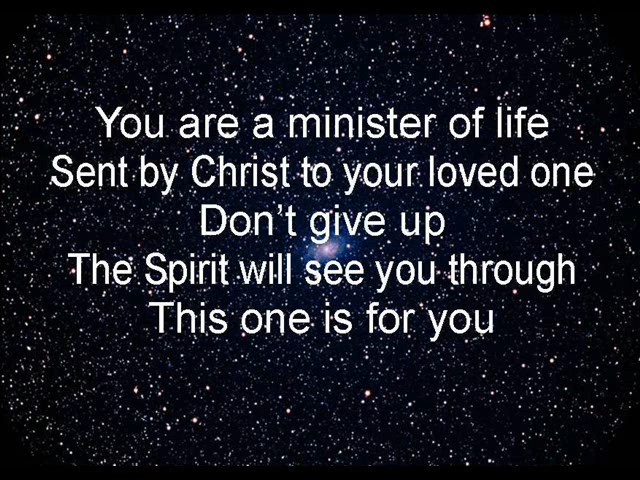 You are a minister of life
Sent by Christ to your loved one
Don’t give up
The Spirit will see you through
This one is for you